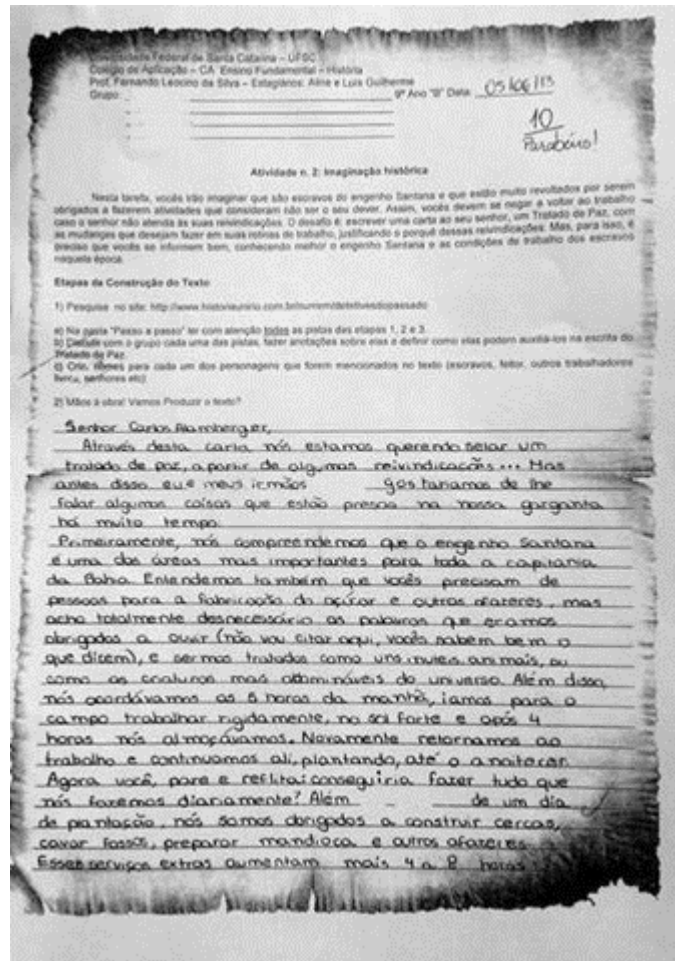 Universidade Federal de Santa Catarina – UFSC
Colégio de Aplicação – CA Ensino Fundamental – História
Prof. Fernando Leocino da Silva – Estagiários: Aline e Luis Guilherme
Grupo: 9º Ano "B" Data: 05/06/13
10
Parabéns!
Atividade n. 2: Imaginação histórica
Nesta tarefa, vocês irão imaginar que são escravos do engenho Santana e que estão muito revoltados por serem
obrigados a fazerem atividades que consideram não ser o seu dever. Assim, vocês devem se negar a voltar ao trabalho
caso o senhor não atenda às suas reivindicações. O desafio é: escrever uma carta ao seu senhor, um Tratado de Paz, com
as mudanças que desejam fazer em suas rotinas de trabalho, justificando o porquê dessas reivindicações. Mas, para isso, é
preciso que vocês se informem bem, conhecendo melhor o engenho Santana e as condições de trabalho dos escravos
naquela época.
Etapas da Construção do Texto
1) Pesquise no site: http://www.historiaunirio.com.br/numem/detetivesdopassado
a) Na pasta "Passo a passo" ler com atenção todas as pistas das etapas 1, 2 e 3.
b) Discutir com o grupo cada uma das pistas, fazer anotações sobre elas e definir como elas podem auxiliá-los na escrita do
Tratado de Paz.
c) Criar nomes para cada um dos personagens que forem mencionados no texto (escravos, feitor, outros trabalhadores
livres, senhores etc)
2) Mãos à obra! Vamos Produzir o texto?
Senhor Carlos
Através desta carta nós estamos querendo selar um
tratado de paz, a partir de algumas reivindicações... Mas
antes disso eu e meus irmãos gostaríamos de lhe
falar algumas coisas que estão presas na nossa garganta
há muito tempo.
Primeiramente, nós compreendemos que o engenho Santana
é uma das áreas mais importantes para toda a capitania
da Bahia. Entendemos também que vocês precisam de
pessoas para a fabricação do açúcar e outros afazeres, mas
acho totalmente desnecessário as palavras que eramos
obrigados a ouvir (não vou citar aqui, vocês sabem bem o
que dizem), e sermos tratados como uns inuteis animais, ou
como as criaturas mais abomináveis do universo. Além disso,
nós acordávamos as 5 horas da manhã, iamos para o
campo trabalhar rigidamente, no sol forte e após 4
horas nós almoçávamos. Novamente retornamos ao
trabalho e continuamos ali, plantando, até o anoitecer.
Agora você, pare e reflita: conseguiria fazer tudo que
nós fazemos diariamente? Além de um dia
de plantação, nós somos obrigados a construir cercas,
cavar fossos, preparar mandioca e outros afazeres.
Esses serviços extras aumentam mais 4 a 8 horas